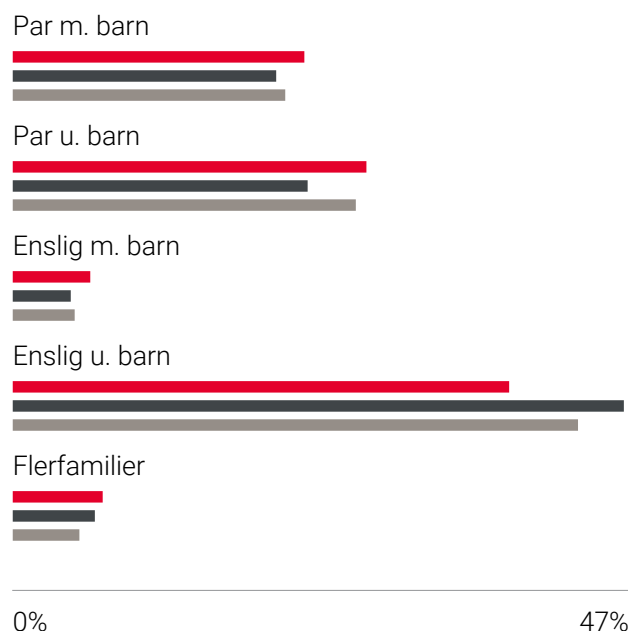 Par m. barn
Par u. barn
Enslig m. barn
Enslig u. barn
Flerfamilier
0% 47%